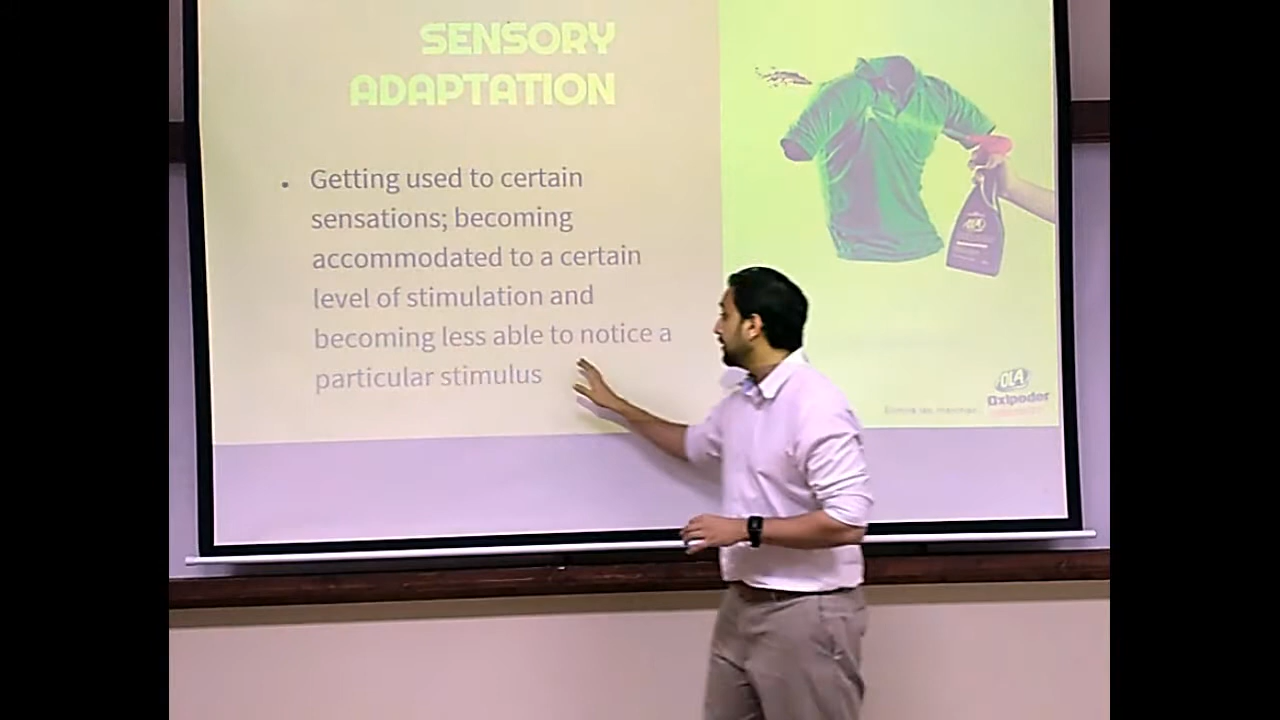 SENSORY
ADAPTATION
• Getting used to certain
sensations; becoming
accommodated to a certain
level of stimulation and
becoming less able to notice a
particular stimulus
OLA
Oxipoder